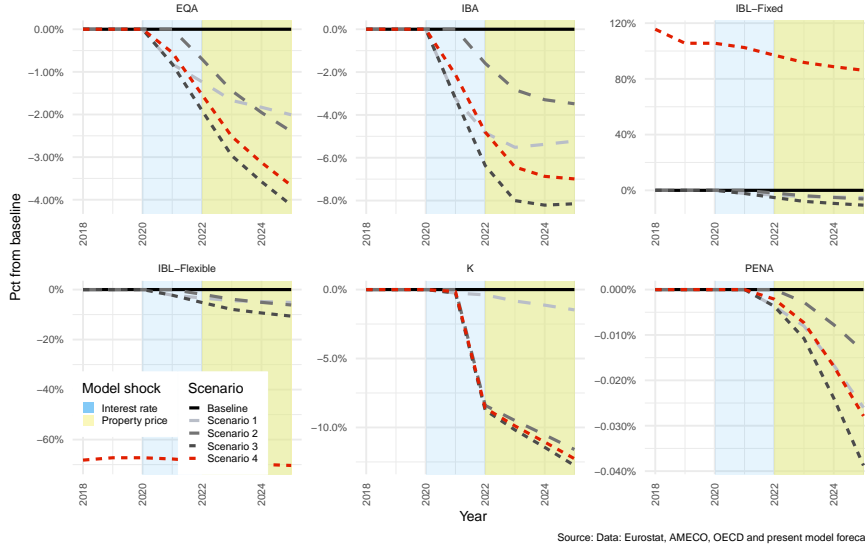 EQA
IBA
IBL−Fixed
0.00%
−1.00%
−2.00%
−3.00%
−4.00%
0.0%
−2.0%
−4.0%
−6.0%
−8.0%
120%
80%
40%
0%
2018
2020
2022
2024
2018
2020
2022
2024
2018
2020
2022
2024
Pct from baseline
IBL−Flexible
K
PENA
0%
−20%
−40%
−60%
0.0%
−5.0%
−10.0%
0.000%
−0.010%
−0.020%
−0.030%
−0.040%
Model shock
Interest rate
Property price
Scenario
Baseline
Scenario 1
Scenario 2
Scenario 3
Scenario 4
2018
2020
2022
2024
2018
2020
2022
2024
2018
2020
2022
2024
Year
Source: Data: Eurostat, AMECO, OECD and present model foreca